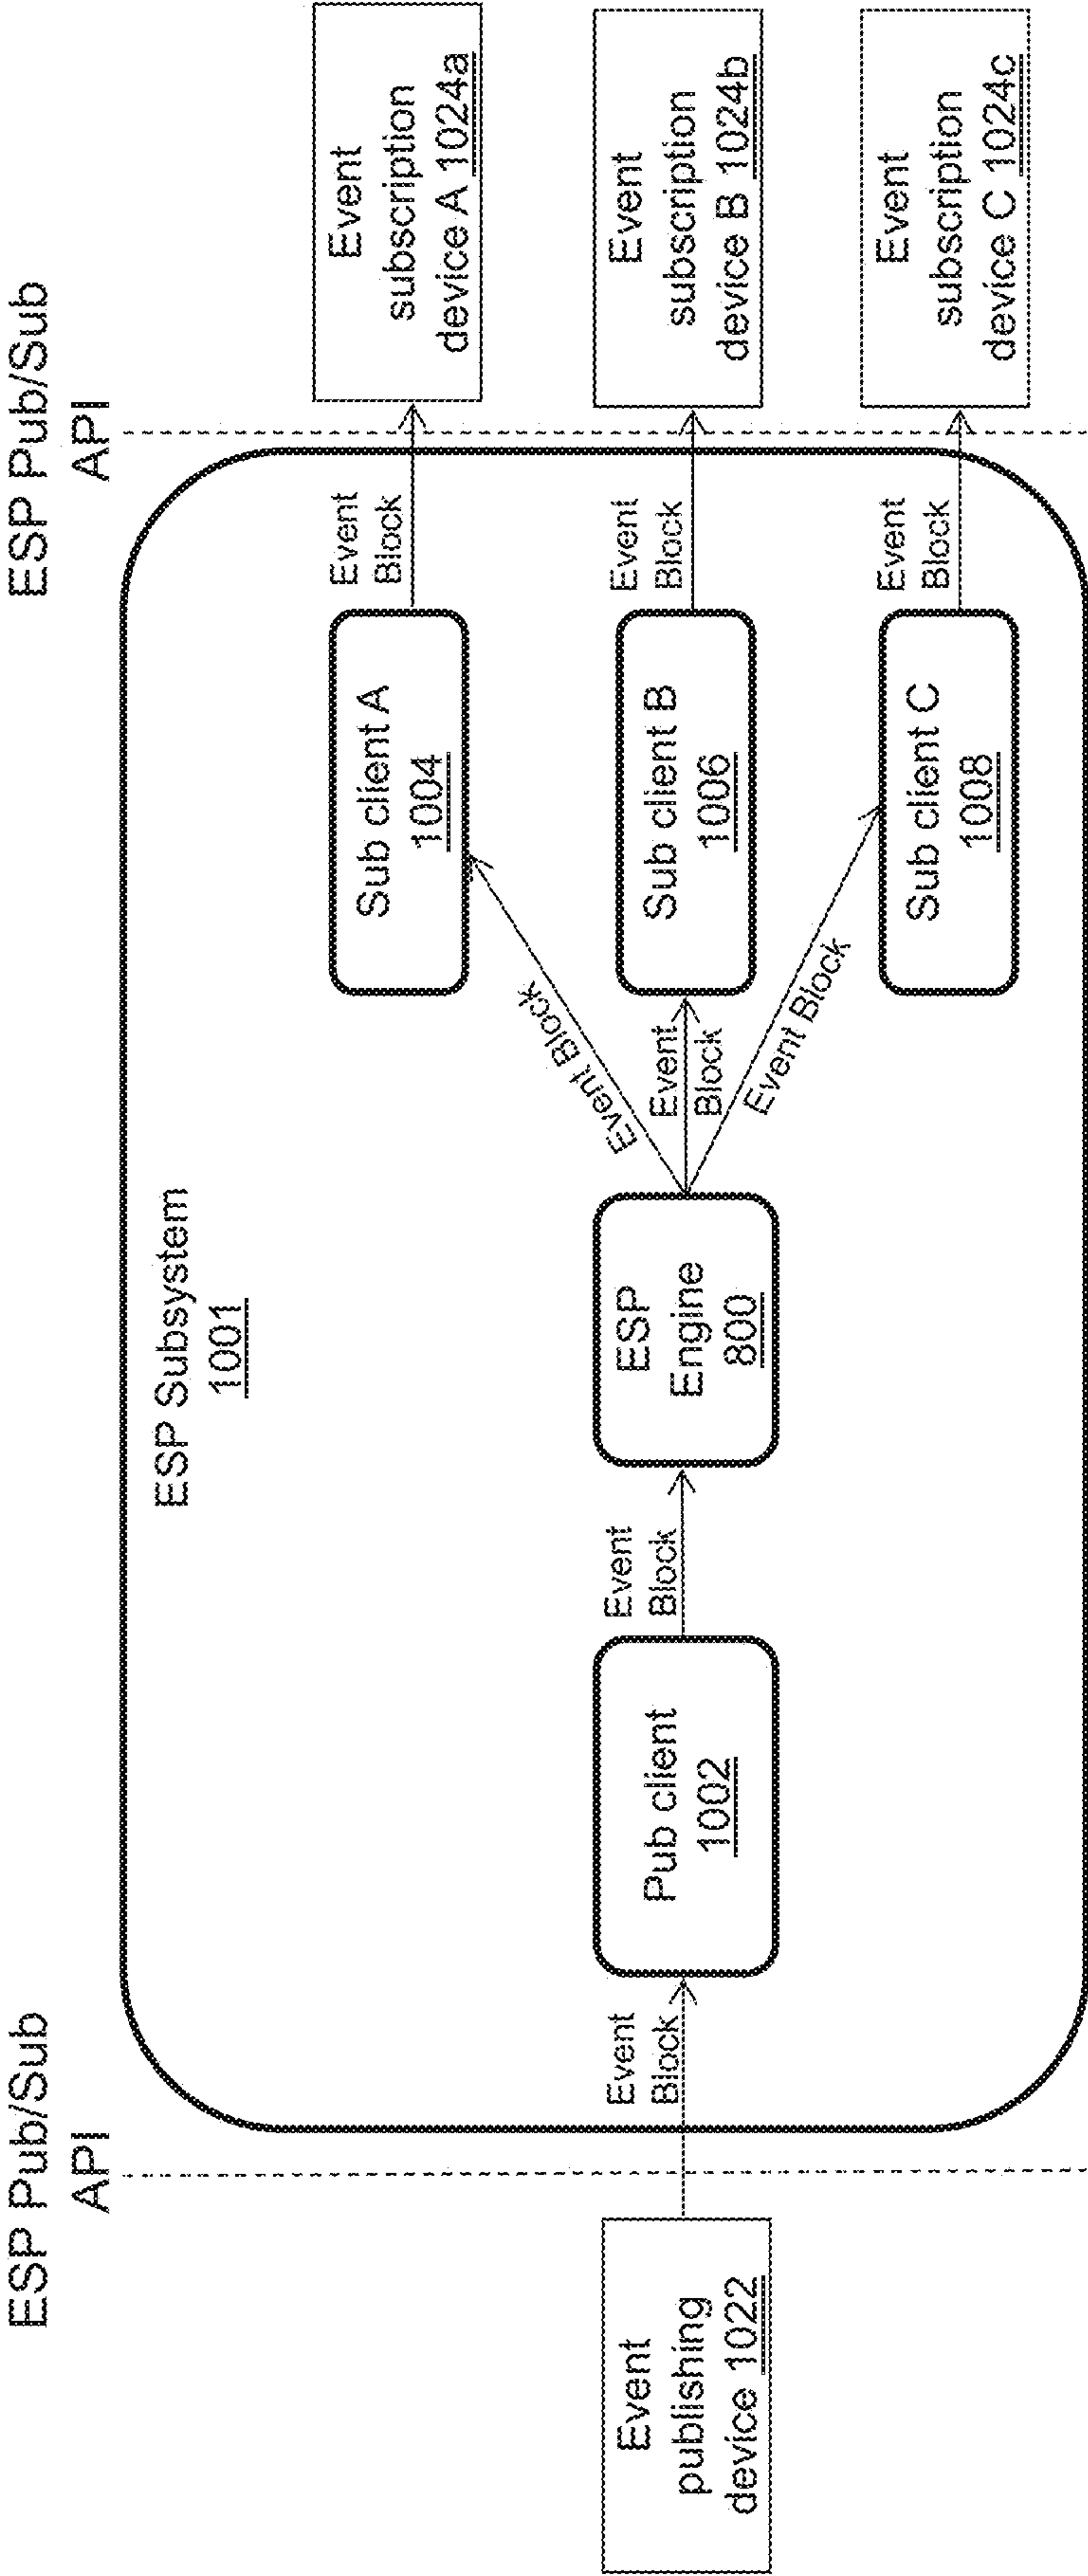 ESP Pub/Sub
API
ESP Pub/Sub
API
ESP Subsystem
1001
Event
publishing
device 1022
Event
Block
Pub client
1002
Event
Block
ESP
Engine
800
Event Block
Event
Block
Event Block
Sub client A
1004
Sub client B
1006
Sub client C
1008
Event
Block
Event
Block
Event
Block
Event
subscription
device A 1024a
Event
subscription
device B 1024b
Event
subscription
device C 1024c